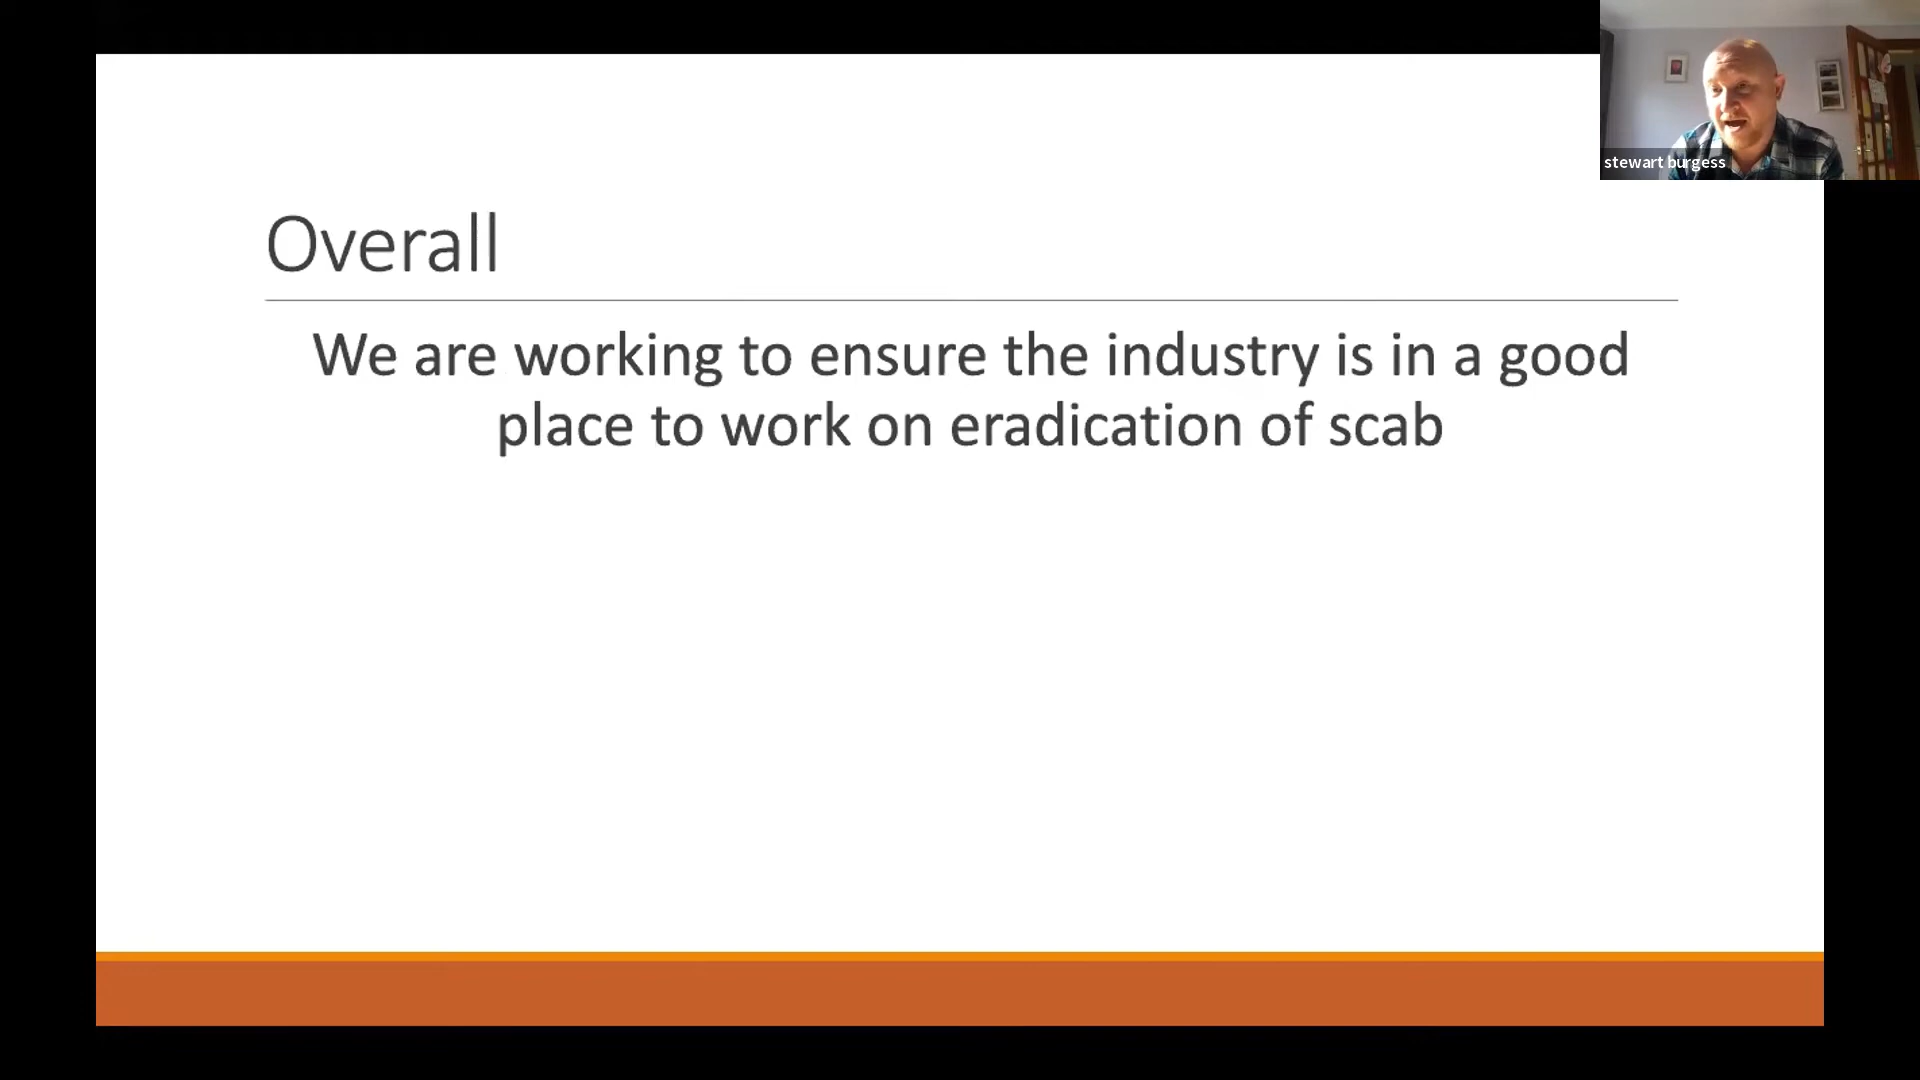 stewart burgess
Overall
We are working to ensure the industry is in a good
place to work on eradication of scab